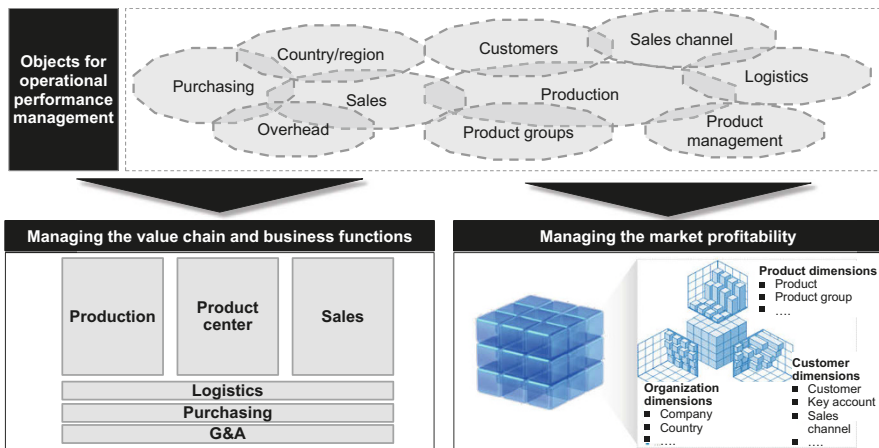 Objects for
operational
performance
management
Country/region
Customers
Sales channel
Purchasing
Sales
Production
Logistics
Overhead
Product groups
Product
management
Managing the value chain and business functions
Managing the market profitability
Production
Product
center
Sales
Logistics
Purchasing
G&A
Product dimensions
■ Product
■ Product group
■ ….
Organization
dimensions
■ Company
■ Country
■ ….
Customer
dimensions
■ Customer
■ Key account
■ Sales
channel
■ ….